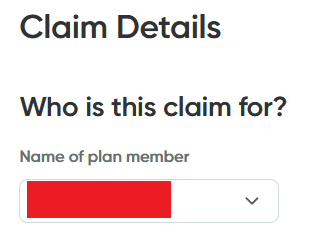 Claim Details
Who is this claim for?
Name of plan member